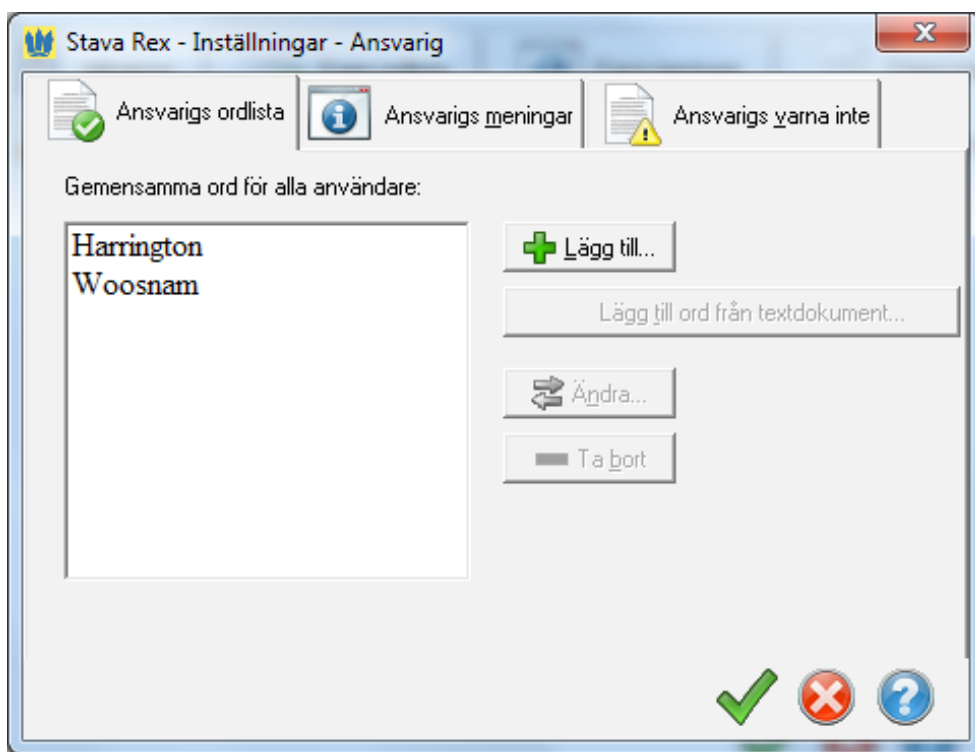 Stava Rex - Inställningar - Ansvarig
Ansvarigs ordlista
Ansvarigs meningar
Ansvarigs varna inte
Gemensamma ord för alla användare:
Harrington
Woosnam
Lägg till...
Lägg till ord från textdokument...
Ändra...
Ta bort